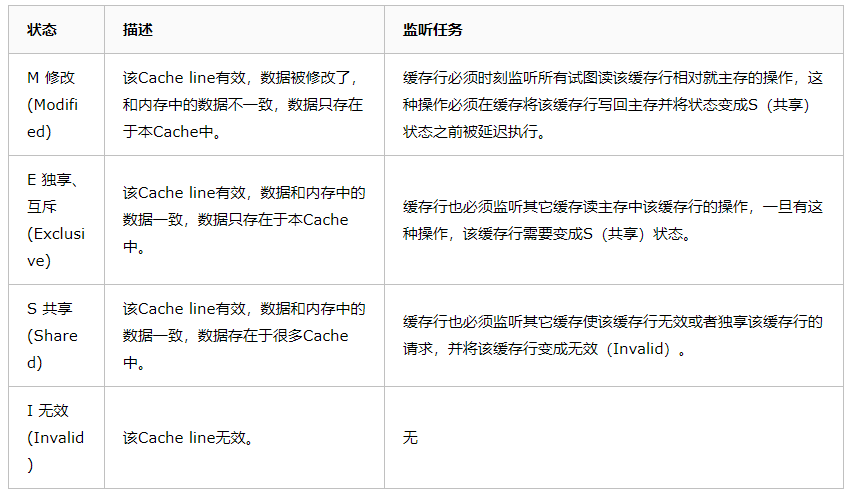 状态 描述 监听任务
M 修改
(Modifi
ed)
该Cache line有效，数据被修改了，
和内存中的数据不一致，数据只存在
于本Cache中。
缓存行必须时刻监听所有试图读该缓存行相对就主存的操作，这
种操作必须在缓存将该缓存行写回主存并将状态变成S（共享）
状态之前被延迟执行。
E 独享、
互斥
(Exclusi
ve)
该Cache line有效，数据和内存中的
数据一致，数据只存在于本Cache
中。
缓存行也必须监听其它缓存读主存中该缓存行的操作，一旦有这
种操作，该缓存行需要变成S（共享）状态。
S 共享
(Share
d)
该Cache line有效，数据和内存中的
数据一致，数据存在于很多Cache
中。
缓存行也必须监听其它缓存使该缓存行无效或者独享该缓存行的
请求，并将该缓存行变成无效（Invalid）。
I 无效
(Invalid
)
该Cache line无效。
无